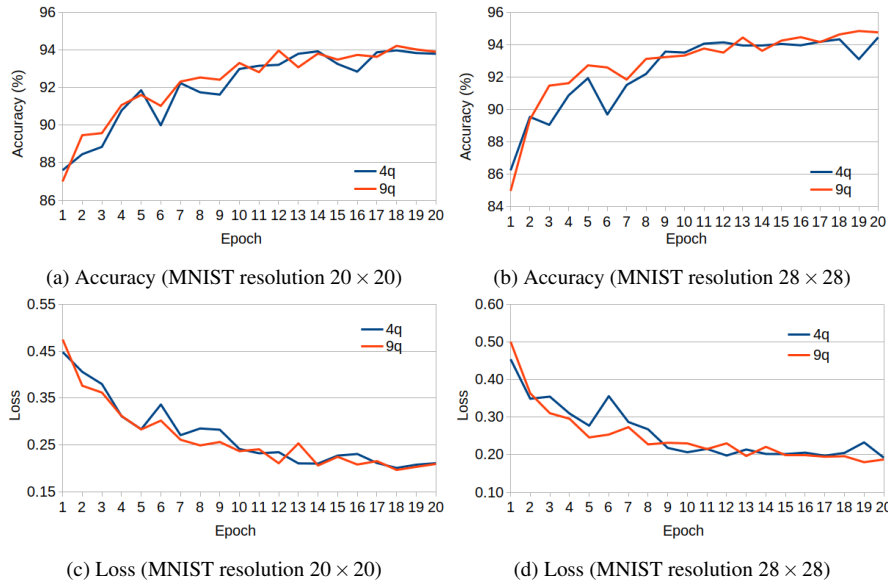 96
94
92
90
88
86
Accuracy (%)
1 2 3 4 5 6 7 8 9 10 11 12 13 14 15 16 17 18 19 20
Epoch
4q
9q
(a) Accuracy (MNIST resolution 20 × 20)
96
94
92
90
88
86
84
Accuracy (%)
1 2 3 4 5 6 7 8 9 10 11 12 13 14 15 16 17 18 19 20
Epoch
4q
9q
(b) Accuracy (MNIST resolution 28 × 28)
0.55
0.45
0.35
0.25
0.15
Loss
1 2 3 4 5 6 7 8 9 10 11 12 13 14 15 16 17 18 19 20
Epoch
4q
9q
(c) Loss (MNIST resolution 20 × 20)
0.60
0.50
0.40
0.30
0.20
0.10
Loss
1 2 3 4 5 6 7 8 9 10 11 12 13 14 15 16 17 18 19 20
Epoch
4q
9q
(d) Loss (MNIST resolution 28 × 28)